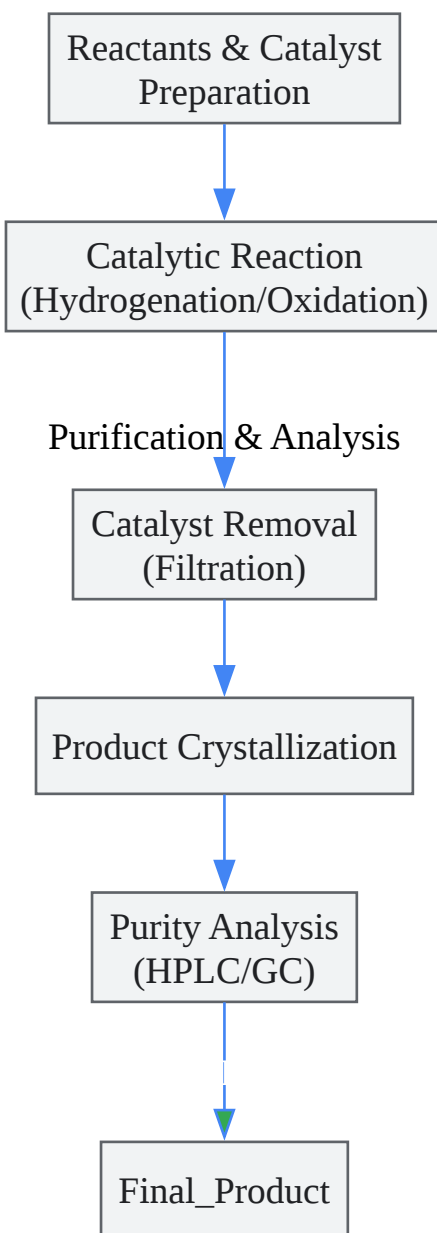 Reactants & Catalyst
Preparation
Catalytic Reaction
(Hydrogenation/Oxidation)
Purification & Analysis
Catalyst Removal
(Filtration)
Product Crystallization
Purity Analysis
(HPLC/GC)
Final_Product